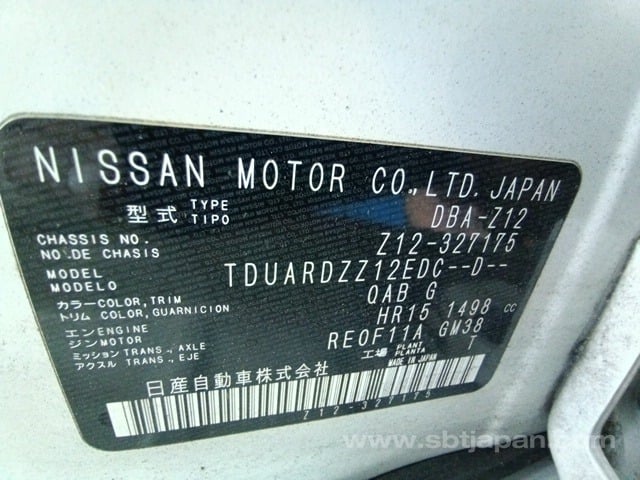 NISSAN MOTOR CO.,LTD. JAPAN
型式 TYPE TIPO DBA-Z12
CHASSIS NO. NO.DE CHASIS Z12-327175
MODEL MODELO TDUARDZZ12EDC--D--
カラー COLOR, TRIM トリム COLOR, GUARNICION QAB G
エンジン ENGINE MOTOR HR15 1498 cc
ミッション TRANS., AXLE アクスル TRANS., EJE RE0F11A GM38
工場 PLANT PLANTA T
日産自動車株式会社 MADE IN JAPAN
Z12-327175
www.sbtjapan.com